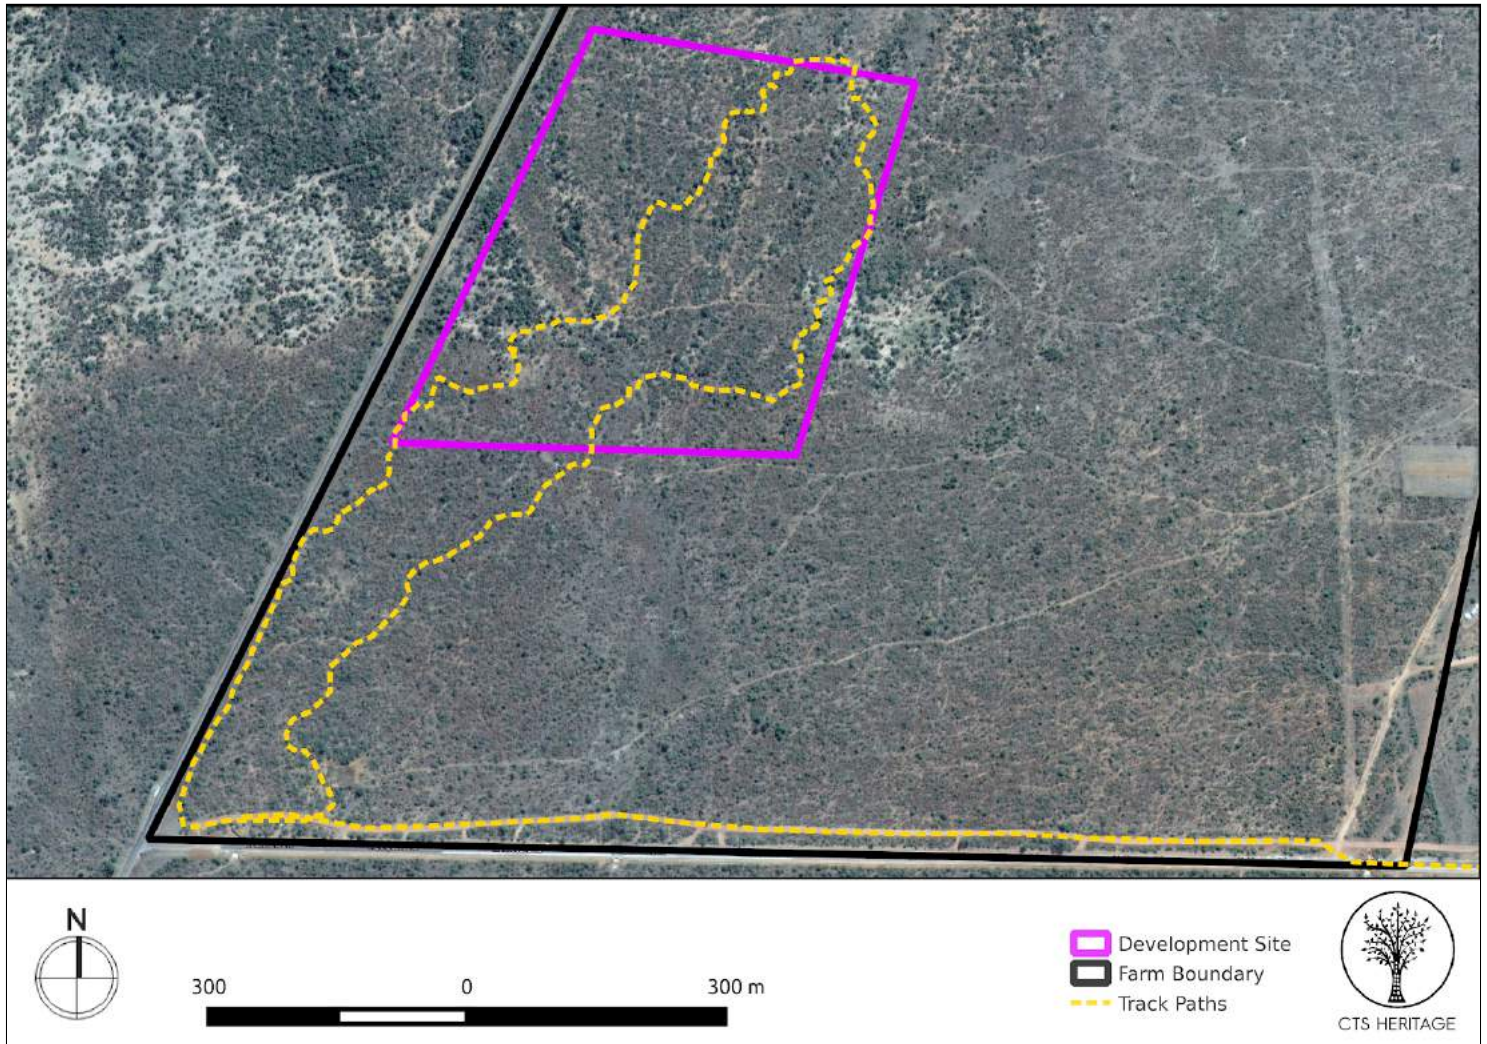 N
300 0 300 m
Development Site
Farm Boundary
Track Paths
CTS HERITAGE